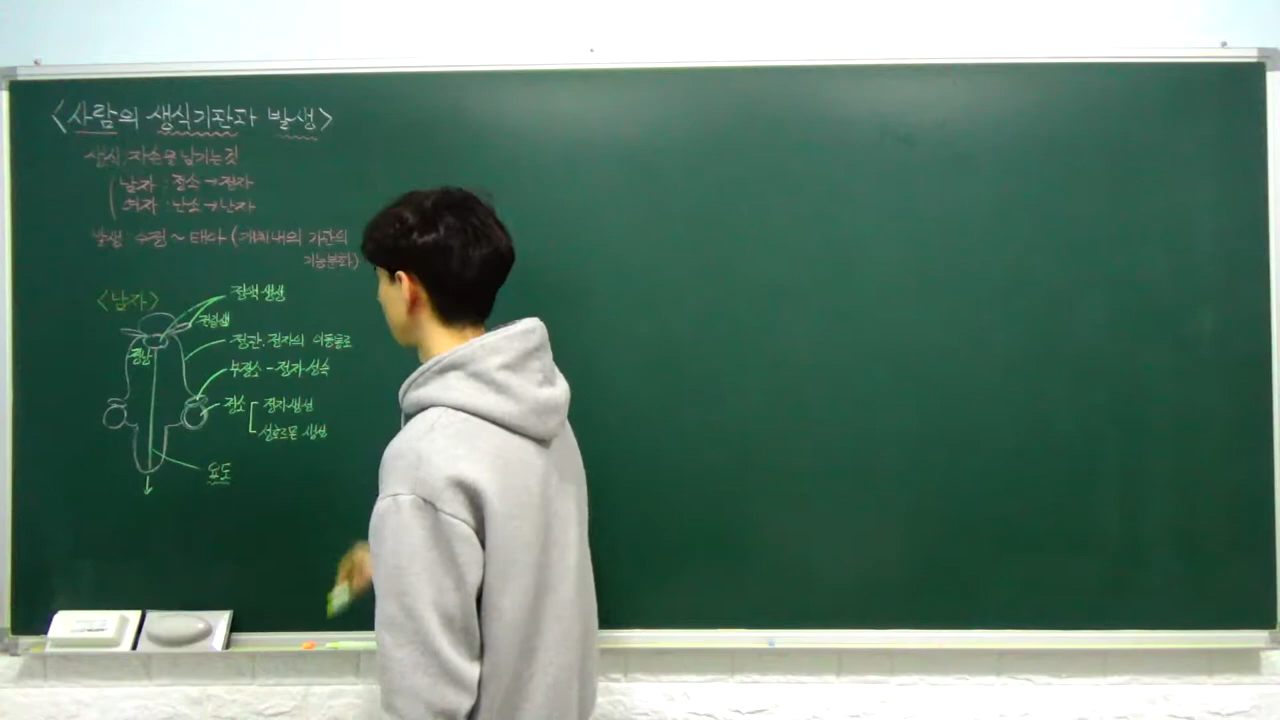 <사람의 생식기관과 발생>
생식: 자손을 남기는 것
남자 : 정소 → 정자
여자 : 난소 → 난자
발생: 수정 ~ 태아 (개체내의 기관의
기능분화)
<남자>
정액 생성
전립샘
정낭
정관. 정자의 이동통로
부정소 - 정자 성숙
정소
정자생성
성호르몬 생성
요도